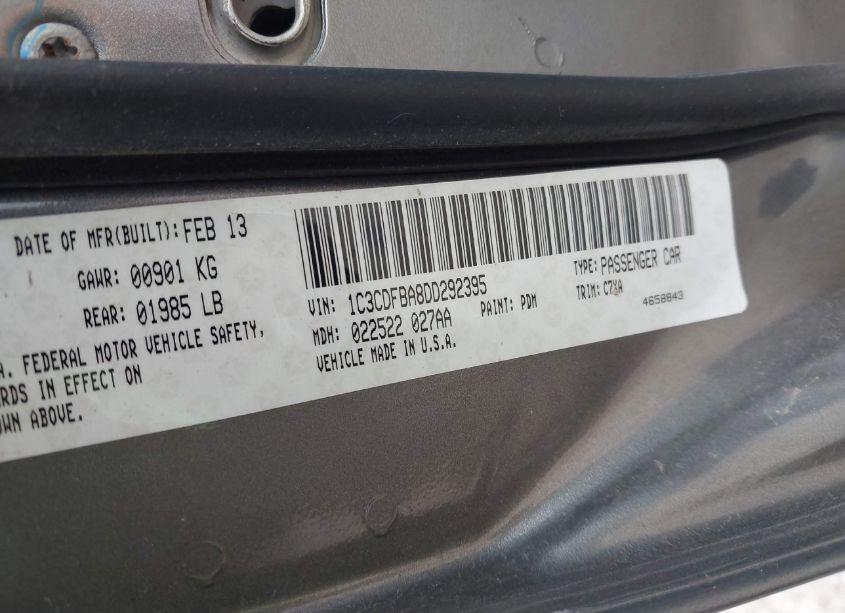 DATE OF MFR(BUILT): FEB 13
GAWR: 00901 KG
REAR: 01985 LB
A. FEDERAL MOTOR VEHICLE SAFETY,
RDS IN EFFECT ON
WN ABOVE.
VIN: 1C3CDFBA8DD292395
TYPE: PASSENGER CAR
MDH: 022522 027AA
PAINT: PDM
TRIM:
VEHICLE MADE IN U.S.A.
4658843